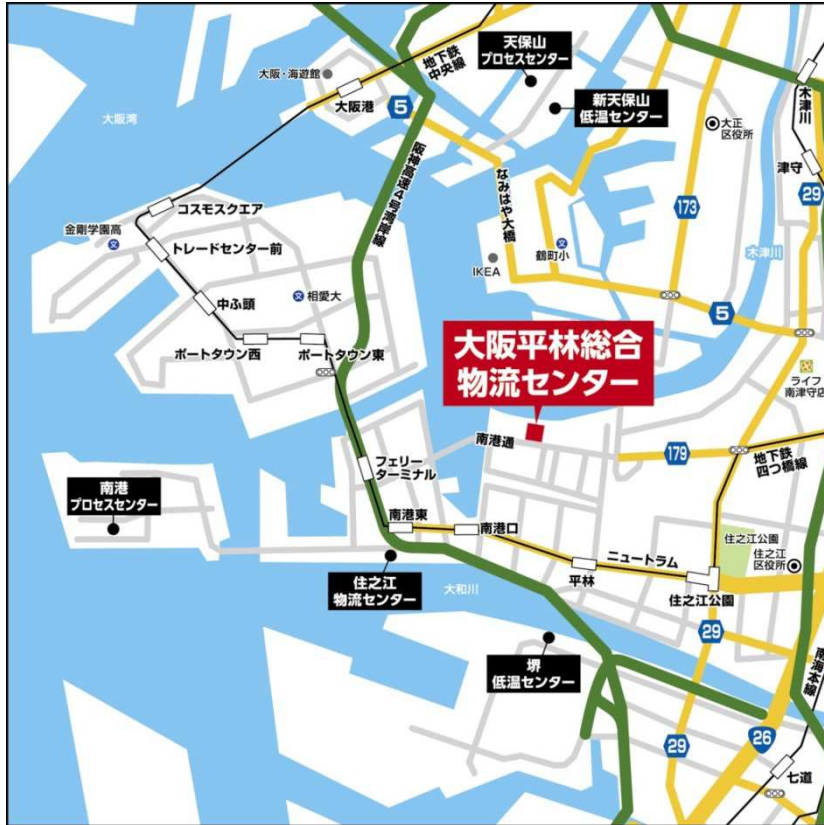 天保山
プロセスセンター
地下鉄
中央線
大阪・海遊館
大阪港
5
新天保山
低温センター
木津川
大正
区役所
大阪湾
津守
29
阪神高速4号湾岸線
なみはや大橋
173
コスモスクエア
金剛学園高
文
トレードセンター前
IKEA
鶴町小
文
木津川
中ふ頭
文
相愛大
5
ポートタウン西
ポートタウン東
大阪平林総合
物流センター
ライフ
南津守店
南港通
179
地下鉄
四つ橋線
フェリー
ターミナル
南港
プロセスセンター
南港東
南港口
ニュートラム
平林
住之江公園
住之江
区役所
住之江公園
住之江
物流センター
大和川
29
堺
低温センター
南海本線
29
26
七道